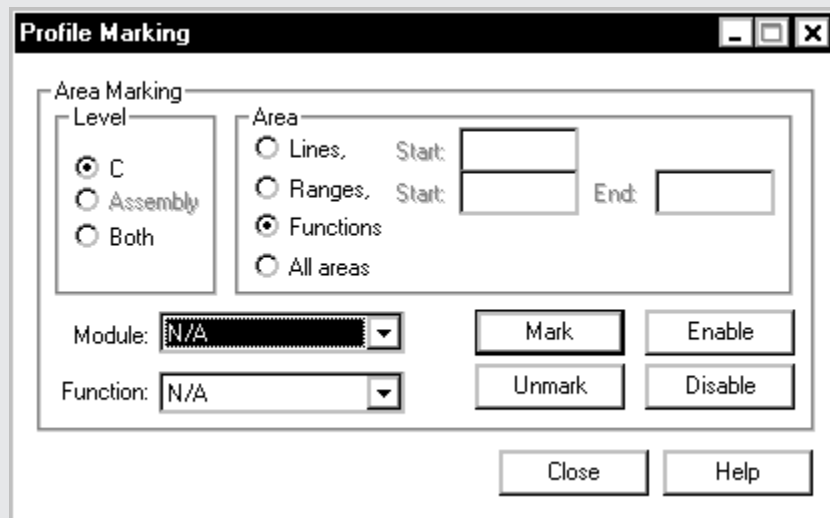 Profile Marking
Area Marking
Level
C
Assembly
Both
Area
Lines, Start:
Ranges, Start: End:
Functions
All areas
Module: N/A
Function: N/A
Mark Enable
Unmark Disable
Close Help